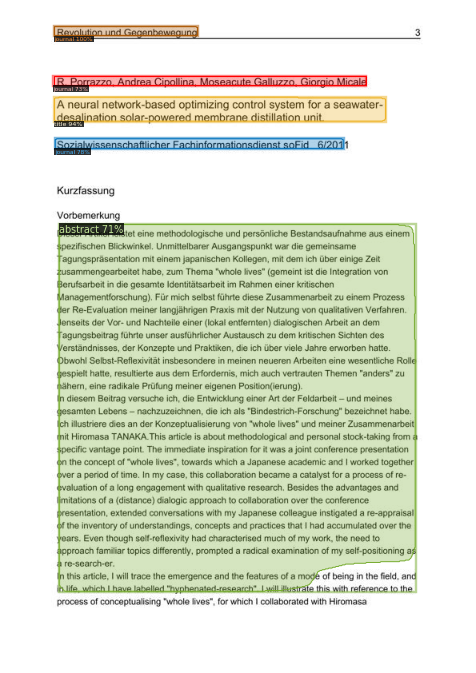 Revolution und Gegenbewegung 3
journal 100%
R. Porrazzo, Andrea Cipollina, Moseacute Galluzzo, Giorgio Micale
journal 73%
A neural network-based optimizing control system for a seawater-
desalination solar-powered membrane distillation unit.
title 94%
Sozialwissenschaftlicher Fachinformationsdienst soFid 6/2011
journal 78%
Kurzfassung
Vorbemerkung
abstract 71%
eine methodologische und persönliche Bestandsaufnahme aus einem
spezifischen Blickwinkel. Unmittelbarer Ausgangspunkt war die gemeinsame
Tagungspräsentation mit einem japanischen Kollegen, mit dem ich über einige Zeit
zusammengearbeitet habe, zum Thema "whole lives" (gemeint ist die Integration von
Berufsarbeit in die gesamte Identitätsarbeit im Rahmen einer kritischen
Managementforschung). Für mich selbst führte diese Zusammenarbeit zu einem Prozess
der Re-Evaluation meiner langjährigen Praxis mit der Nutzung von qualitativen Verfahren.
Jenseits der Vor- und Nachteile einer (lokal entfernten) dialogischen Arbeit an dem
Tagungsbeitrag führte unser ausführlicher Austausch zu dem kritischen Sichten des
Verständnisses, der Konzepte und Praktiken, die ich über viele Jahre erworben hatte.
Obwohl Selbst-Reflexivität insbesondere in meinen neueren Arbeiten eine wesentliche Rolle
gespielt hatte, resultierte aus dem Erfordernis, mich auch vertrauten Themen "anders" zu
nähern, eine radikale Prüfung meiner eigenen Position(ierung).
In diesem Beitrag versuche ich, die Entwicklung einer Art der Feldarbeit – und meines
gesamten Lebens – nachzuzeichnen, die ich als "Bindestrich-Forschung" bezeichnet habe.
Ich illustriere dies an der Konzeptualisierung von "whole lives" und meiner Zusammenarbeit
mit Hiromasa TANAKA.This article is about methodological and personal stock-taking from a
specific vantage point. The immediate inspiration for it was a joint conference presentation
on the concept of "whole lives", towards which a Japanese academic and I worked together
over a period of time. In my case, this collaboration became a catalyst for a process of re-
evaluation of a long engagement with qualitative research. Besides the advantages and
limitations of a (distance) dialogic approach to collaboration over the conference
presentation, extended conversations with my Japanese colleague instigated a re-appraisal
of the inventory of understandings, concepts and practices that I had accumulated over the
years. Even though self-reflexivity had characterised much of my work, the need to
approach familiar topics differently, prompted a radical examination of my self-positioning as
a re-search-er.
In this article, I will trace the emergence and the features of a mode of being in the field, and
in life, which I have labelled "hyphenated-research". I will illustrate this with reference to the
process of conceptualising "whole lives", for which I collaborated with Hiromasa